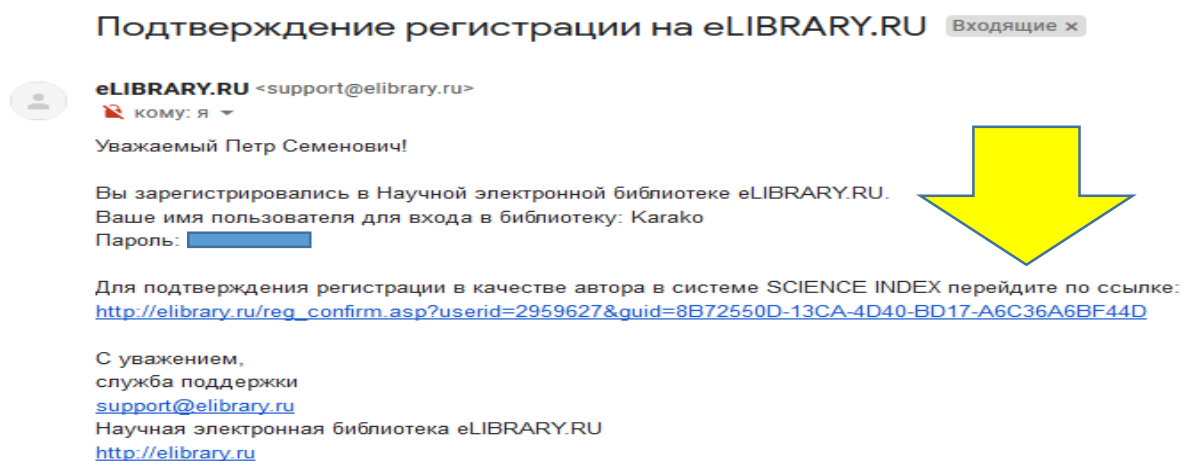 Подтверждение регистрации на eLIBRARY.RU Входящие x
eLIBRARY.RU <support@elibrary.ru>
кому: я
Уважаемый Петр Семенович!
Вы зарегистрировались в Научной электронной библиотеке eLIBRARY.RU.
Ваше имя пользователя для входа в библиотеку: Karako
Пароль:
Для подтверждения регистрации в качестве автора в системе SCIENCE INDEX перейдите по ссылке:
http://elibrary.ru/reg_confirm.asp?userid=2959627&guid=8B72550D-13CA-4D40-BD17-A6C36A6BF44D
С уважением,
служба поддержки
support@elibrary.ru
Научная электронная библиотека eLIBRARY.RU
http://elibrary.ru